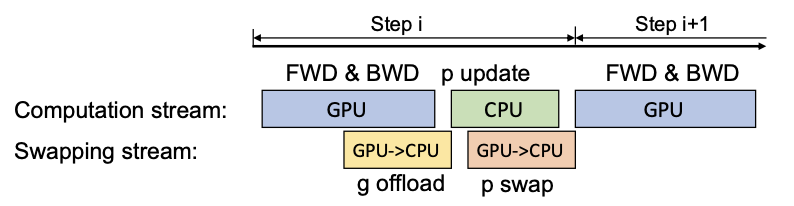 Step i Step i+1
FWD & BWD p update FWD & BWD
Computation stream: GPU CPU GPU
Swapping stream: GPU->CPU GPU->CPU
g offload p swap